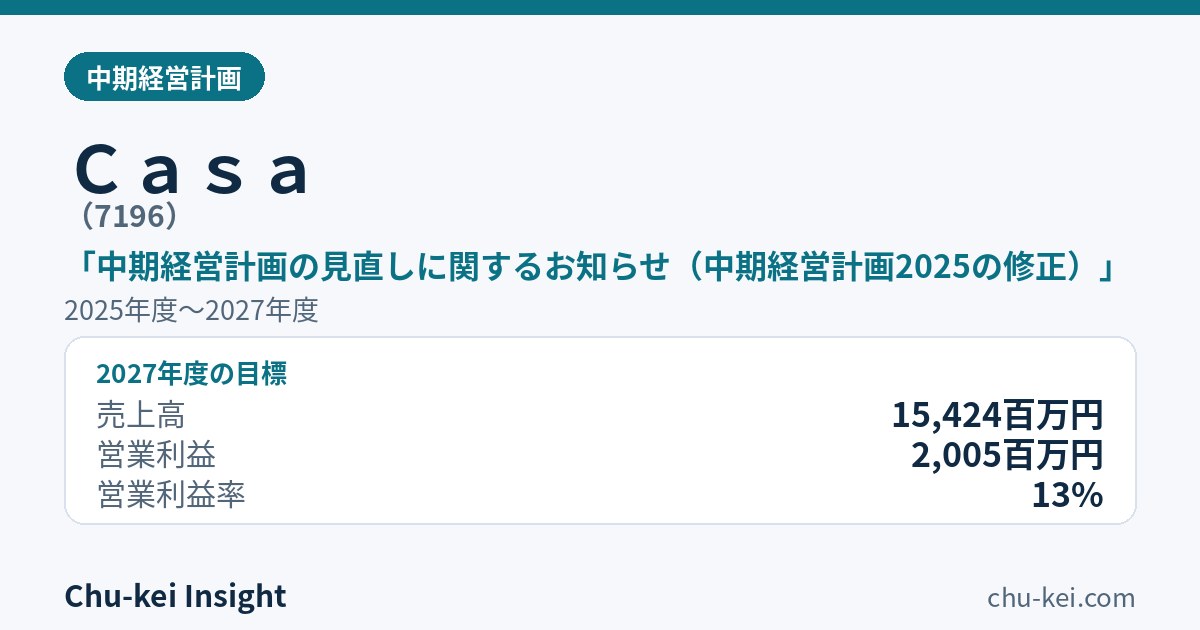 中期経営計画
Ｃａｓａ
（7196）
「中期経営計画の見直しに関するお知らせ（中期経営計画2025の修正）」
2025年度～2027年度
2027年度の目標
売上高 15,424百万円
営業利益 2,005百万円
営業利益率 13%
Chu-kei Insight chu-kei.com